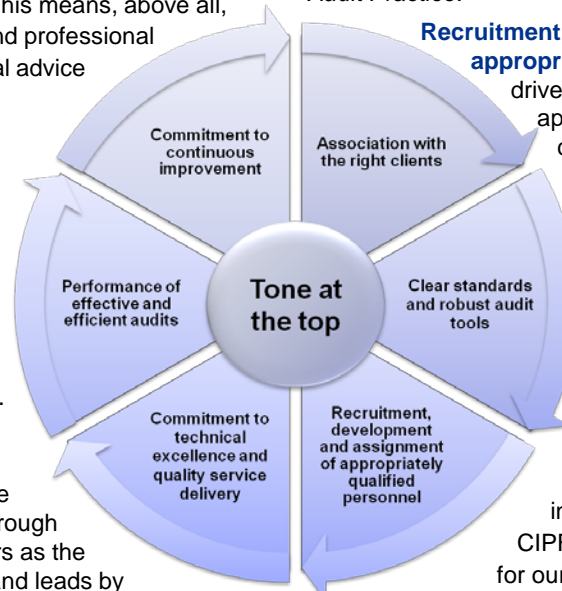 his means, above all,
nd professional
al advice
Audit Practice.
Recruitment
appropr
drive
ap
c
Commitment to
continuous
improvement
Association with
the right clients
Performance of
effective and
efficient audits
Tone at
the top
Clear standards
and robust audit
tools
Commitment to
technical
excellence and
quality service
delivery
Recruitment,
development
and assignment
of appropriately
qualified
personnel
.
e
rough
rs as the
and leads by
in
CIPF
for our